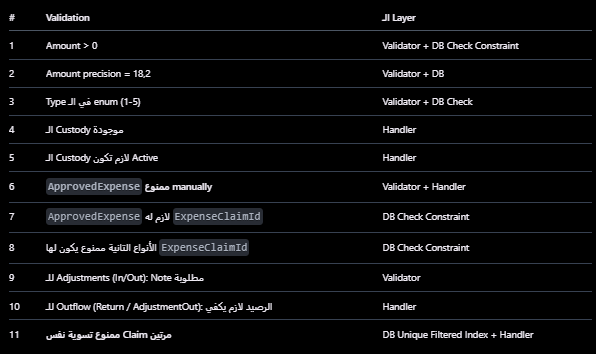 # Validation الـ Layer
1 Amount > 0 Validator + DB Check Constraint
2 Amount precision = 18,2 Validator + DB
3 الـ Type في enum (1-5) Validator + DB Check
4 الـ Custody موجودة Handler
5 الـ Custody لازم تكون Active Handler
6 ApprovedExpense ممنوع manually Validator + Handler
7 ApprovedExpense لازم له ExpenseClaimId DB Check Constraint
8 الأنواع التانية ممنوع يكون لها ExpenseClaimId DB Check Constraint
9 للـ Adjustments (In/Out): Note مطلوبة Validator
10 للـ Outflow (Return / AdjustmentOut): الرصيد لازم يكفي Handler
11 ممنوع تسوية نفس Claim مرتين DB Unique Filtered Index + Handler